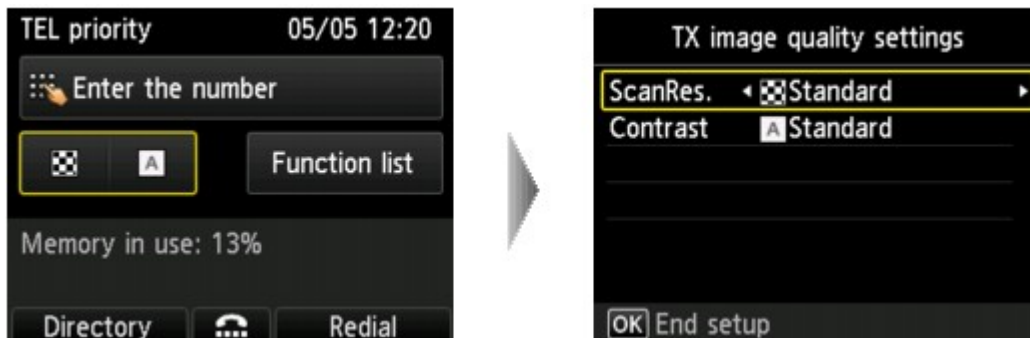 TEL priority 05/05 12:20
Enter the number
A Function list
Memory in use: 13%
Directory Redial
TX image quality settings
ScanRes. Standard
Contrast A Standard
OK End setup